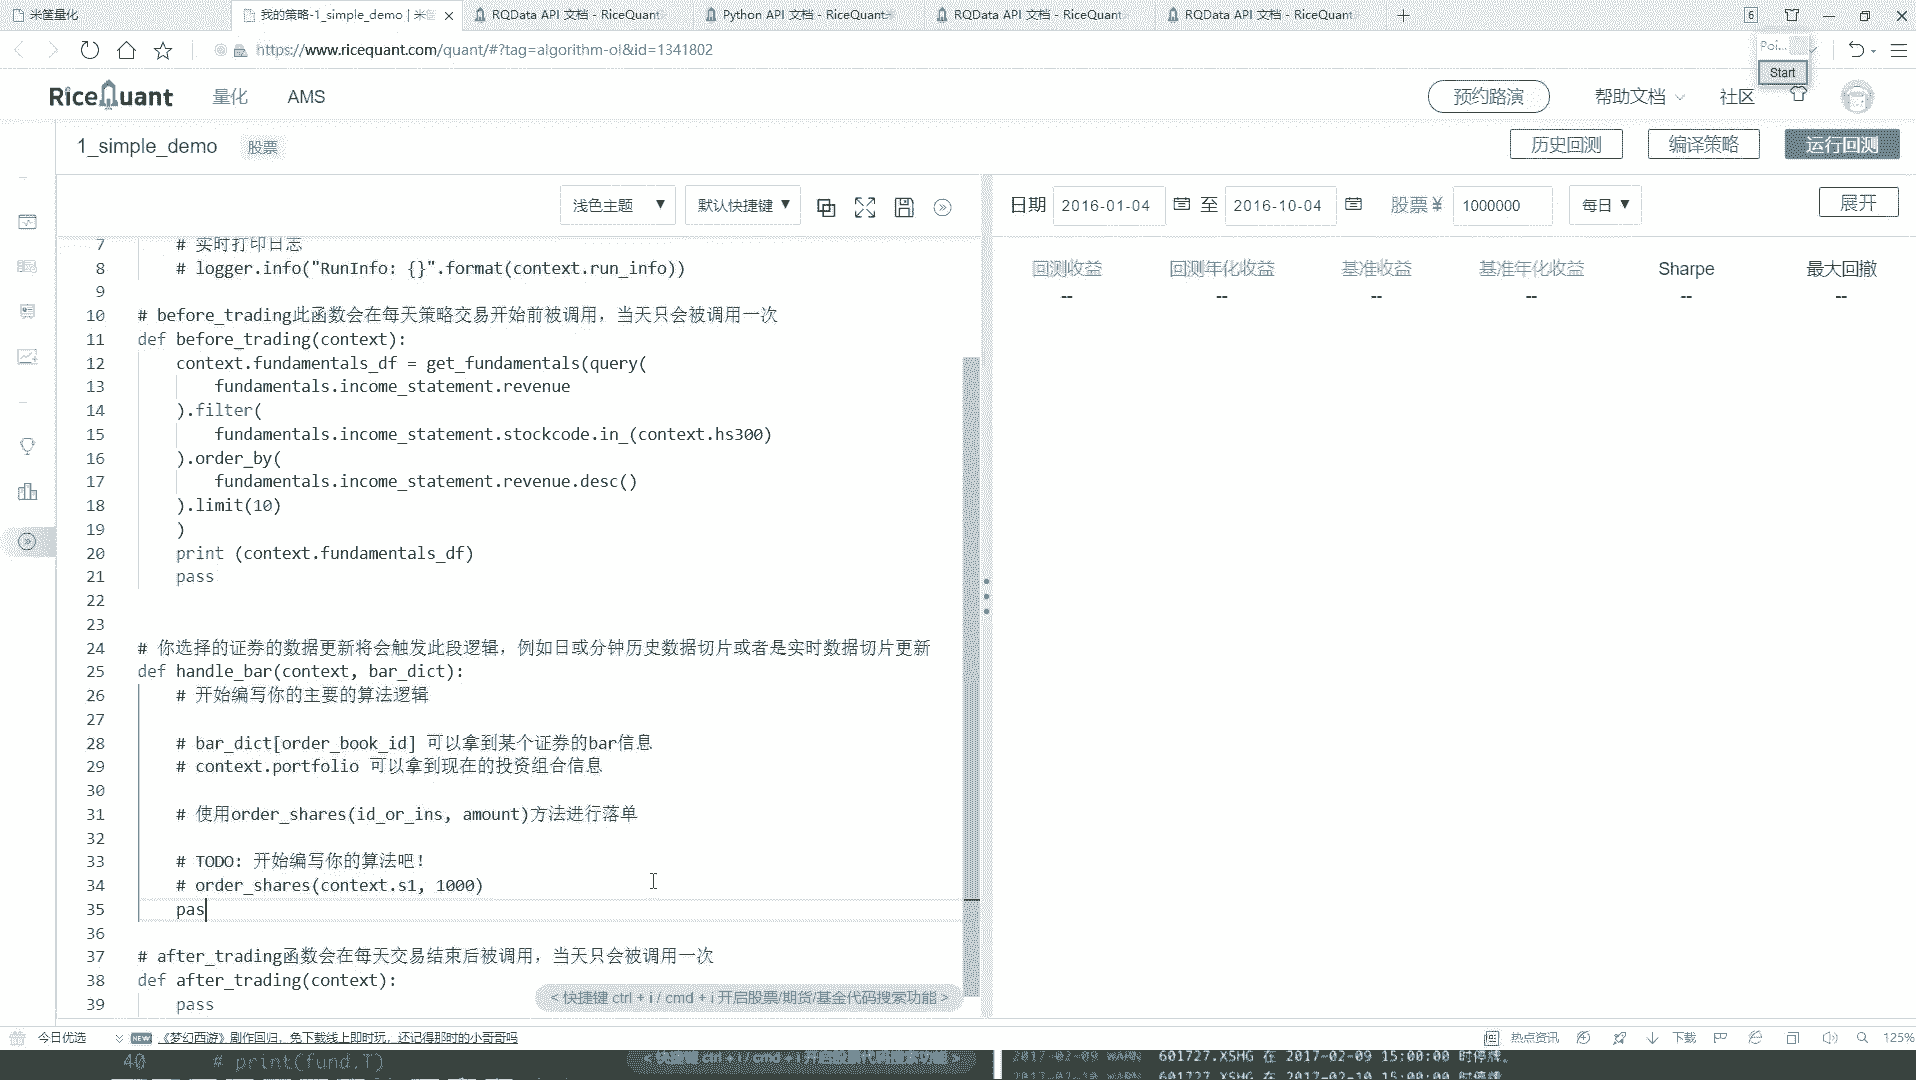 米筐量化
我的策略-1_simple_demo | 米筐
RQData API 文档 - RiceQuant
Python API 文档 - RiceQuant
RQData API 文档 - RiceQuant
RQData API 文档 - RiceQuant
6
https://www.ricequant.com/quant/#?tag=algorithm-ol&id=1341802
Poi...
Start
RiceQuant
量化
AMS
预约路演
帮助文档
社区
1_simple_demo
股票
历史回测
编译策略
运行回测
浅色主题 ▼
默认快捷键 ▼
日期
2016-01-04
至
2016-10-04
股票 ¥
1000000
每日 ▼
展开
7 # 实时打印日志
8 # logger.info("RunInfo: {}".format(context.run_info))
9
10 # before_trading此函数会在每天策略交易开始前被调用，当天只会被调用一次
11 def before_trading(context):
12 context.fundamentals_df = get_fundamentals(query(
13 fundamentals.income_statement.revenue
14 ).filter(
15 fundamentals.income_statement.stockcode.in_(context.hs300)
16 ).order_by(
17 fundamentals.income_statement.revenue.desc()
18 ).limit(10)
19 )
20 print (context.fundamentals_df)
21 pass
22
23
24 # 你选择的证券的数据更新将会触发此段逻辑，例如日或分钟历史数据切片或者是实时数据切片更新
25 def handle_bar(context, bar_dict):
26 # 开始编写你的主要的算法逻辑
27
28 # bar_dict[order_book_id] 可以拿到某个证券的bar信息
29 # context.portfolio 可以拿到现在的投资组合信息
30
31 # 使用order_shares(id_or_ins, amount)方法进行落单
32
33 # TODO: 开始编写你的算法吧！
34 # order_shares(context.s1, 1000)
35 pas
36
37 # after_trading函数会在每天交易结束后被调用，当天只会被调用一次
38 def after_trading(context):
39 pass
< 快捷键 ctrl + i / cmd + i 开启股票/期货/基金代码搜索功能 >
回测收益
回测年化收益
基准收益
基准年化收益
Sharpe
最大回撤
--
--
--
--
--
--
今日优选
NEW
《梦幻西游》剧作回归，免下载线上即时玩，还记得那时的小哥哥吗
热点资讯
下载
125%
40 # print(fund.T)
< 快捷键 ctrl + i / cmd + i 开启股票/期货/基金代码搜索功能 >
2017-02-09 WARN 601727.XSHG 在 2017-02-09 15:00:00 时停牌。
2017-02-10 WARN 601727.XSHG 在 2017-02-10 15:00:00 时停牌。